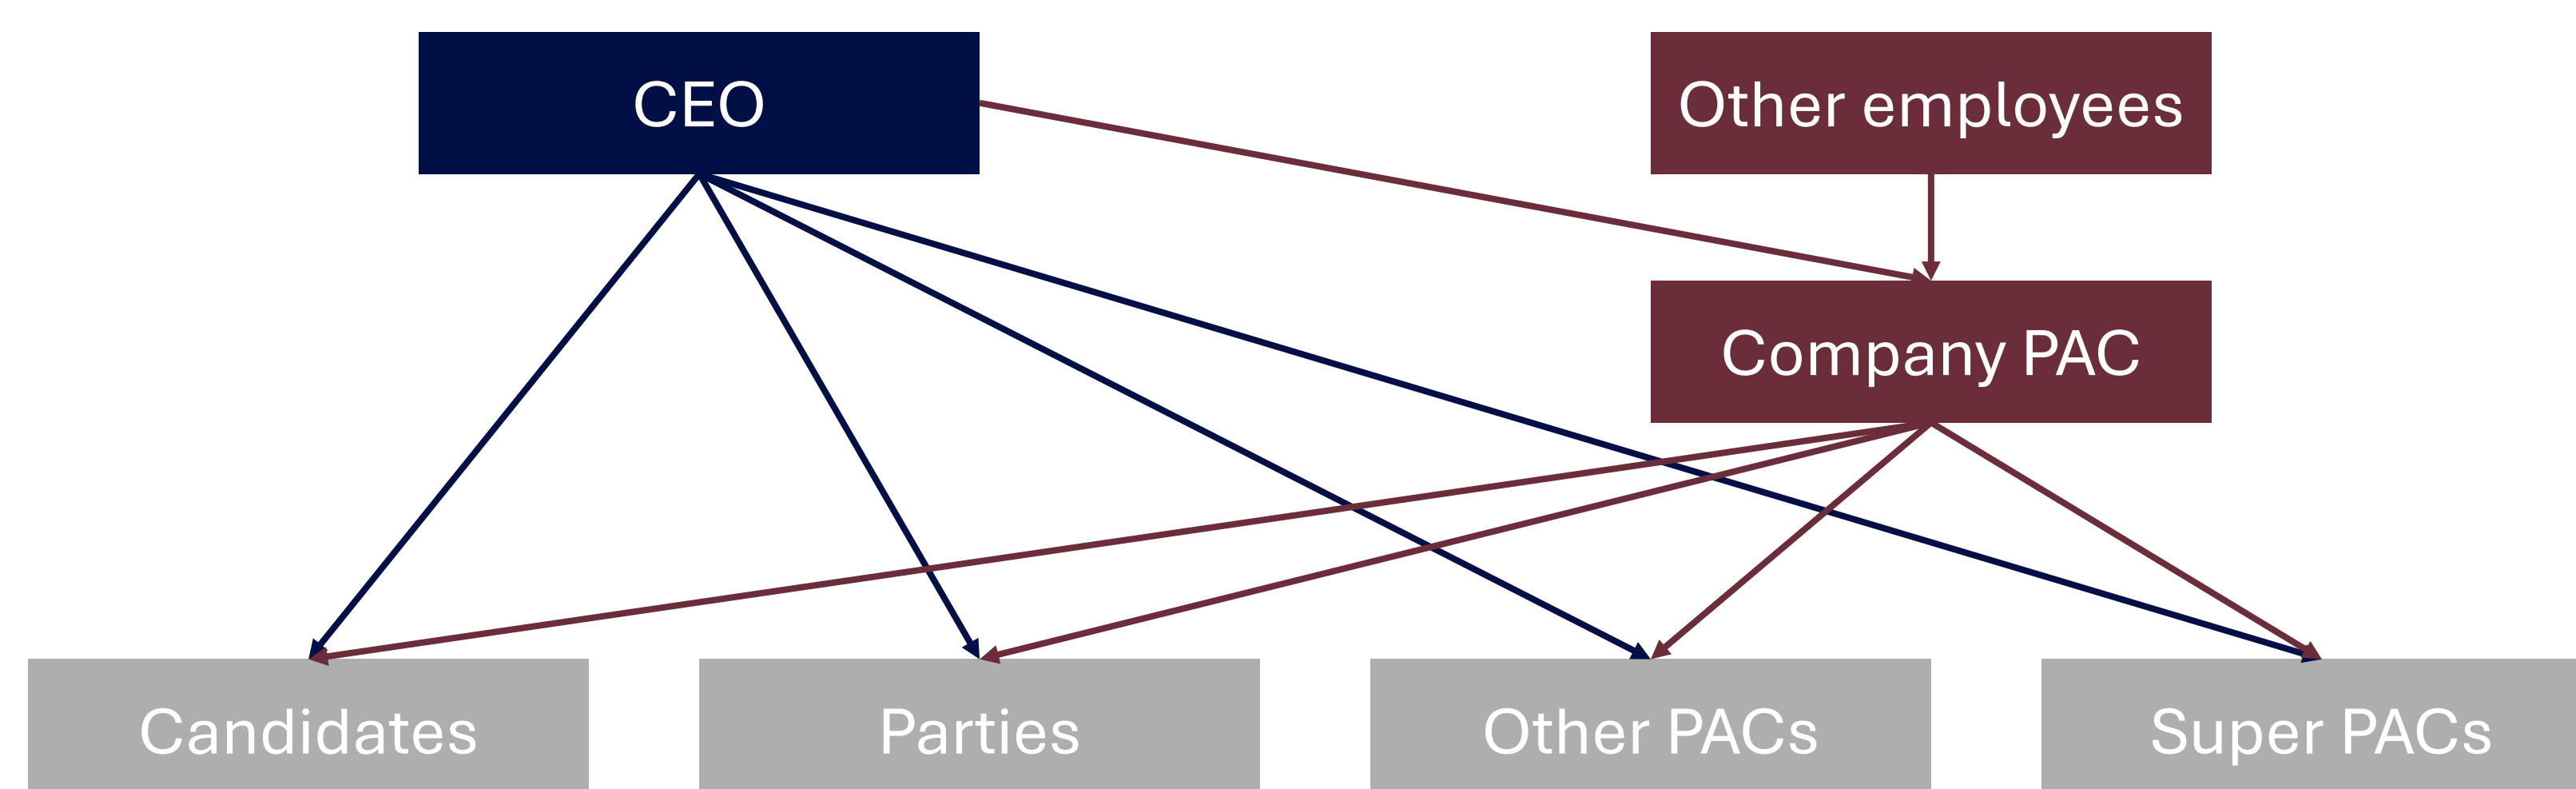 CEO
Other employees
Company PAC
Candidates
Parties
Other PACs
Super PACs